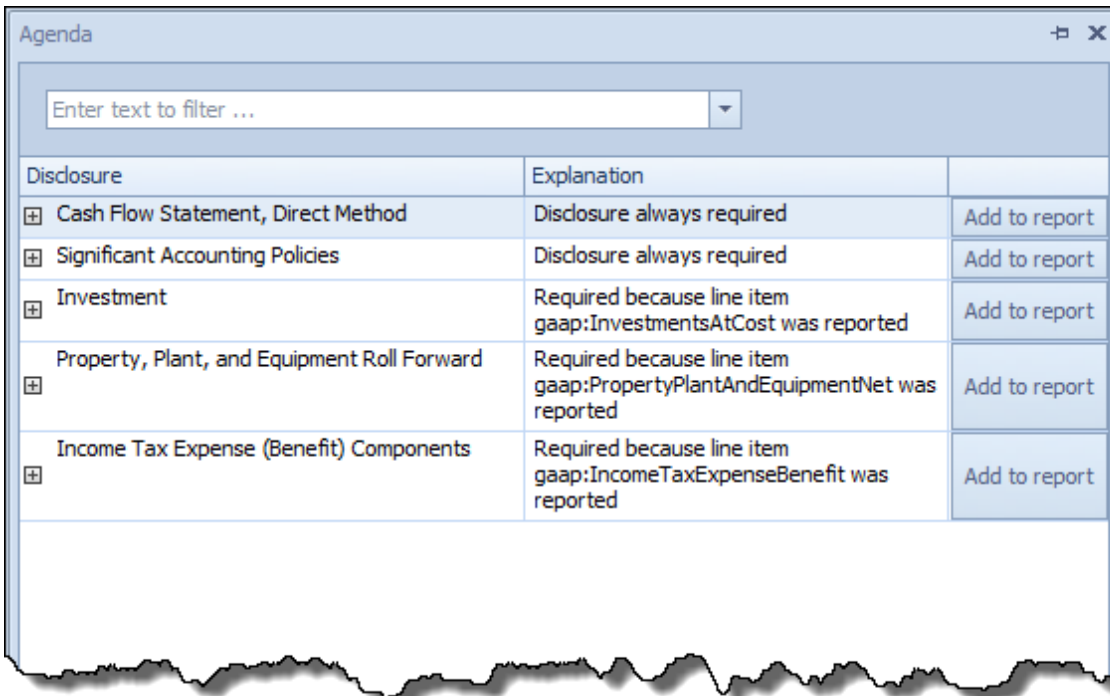 Agenda
Enter text to filter ...
Disclosure Explanation
Cash Flow Statement, Direct Method Disclosure always required Add to report
Significant Accounting Policies Disclosure always required Add to report
Investment Required because line item
gaap:InvestmentsAtCost was reported Add to report
Property, Plant, and Equipment Roll Forward Required because line item
gaap:PropertyPlantAndEquipmentNet was Add to report
reported
Income Tax Expense (Benefit) Components Required because line item
gaap:IncomeTaxExpenseBenefit was Add to report
reported